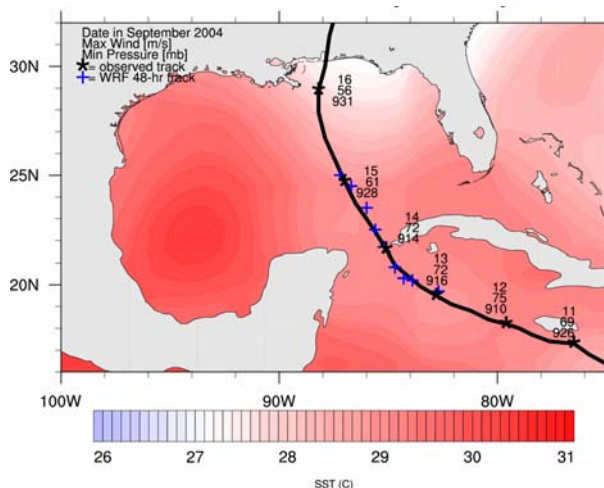 Date in September 2004
Max Wind [m/s]
Min Pressure [mb]
= observed track
= WRF 48-hr track
30N
25N
20N
16
56
931
15
61
928
14
72
914
13
72
916
12
75
910
11
69
926
100W
90W
80W
26
27
28
29
30
31
SST (C)